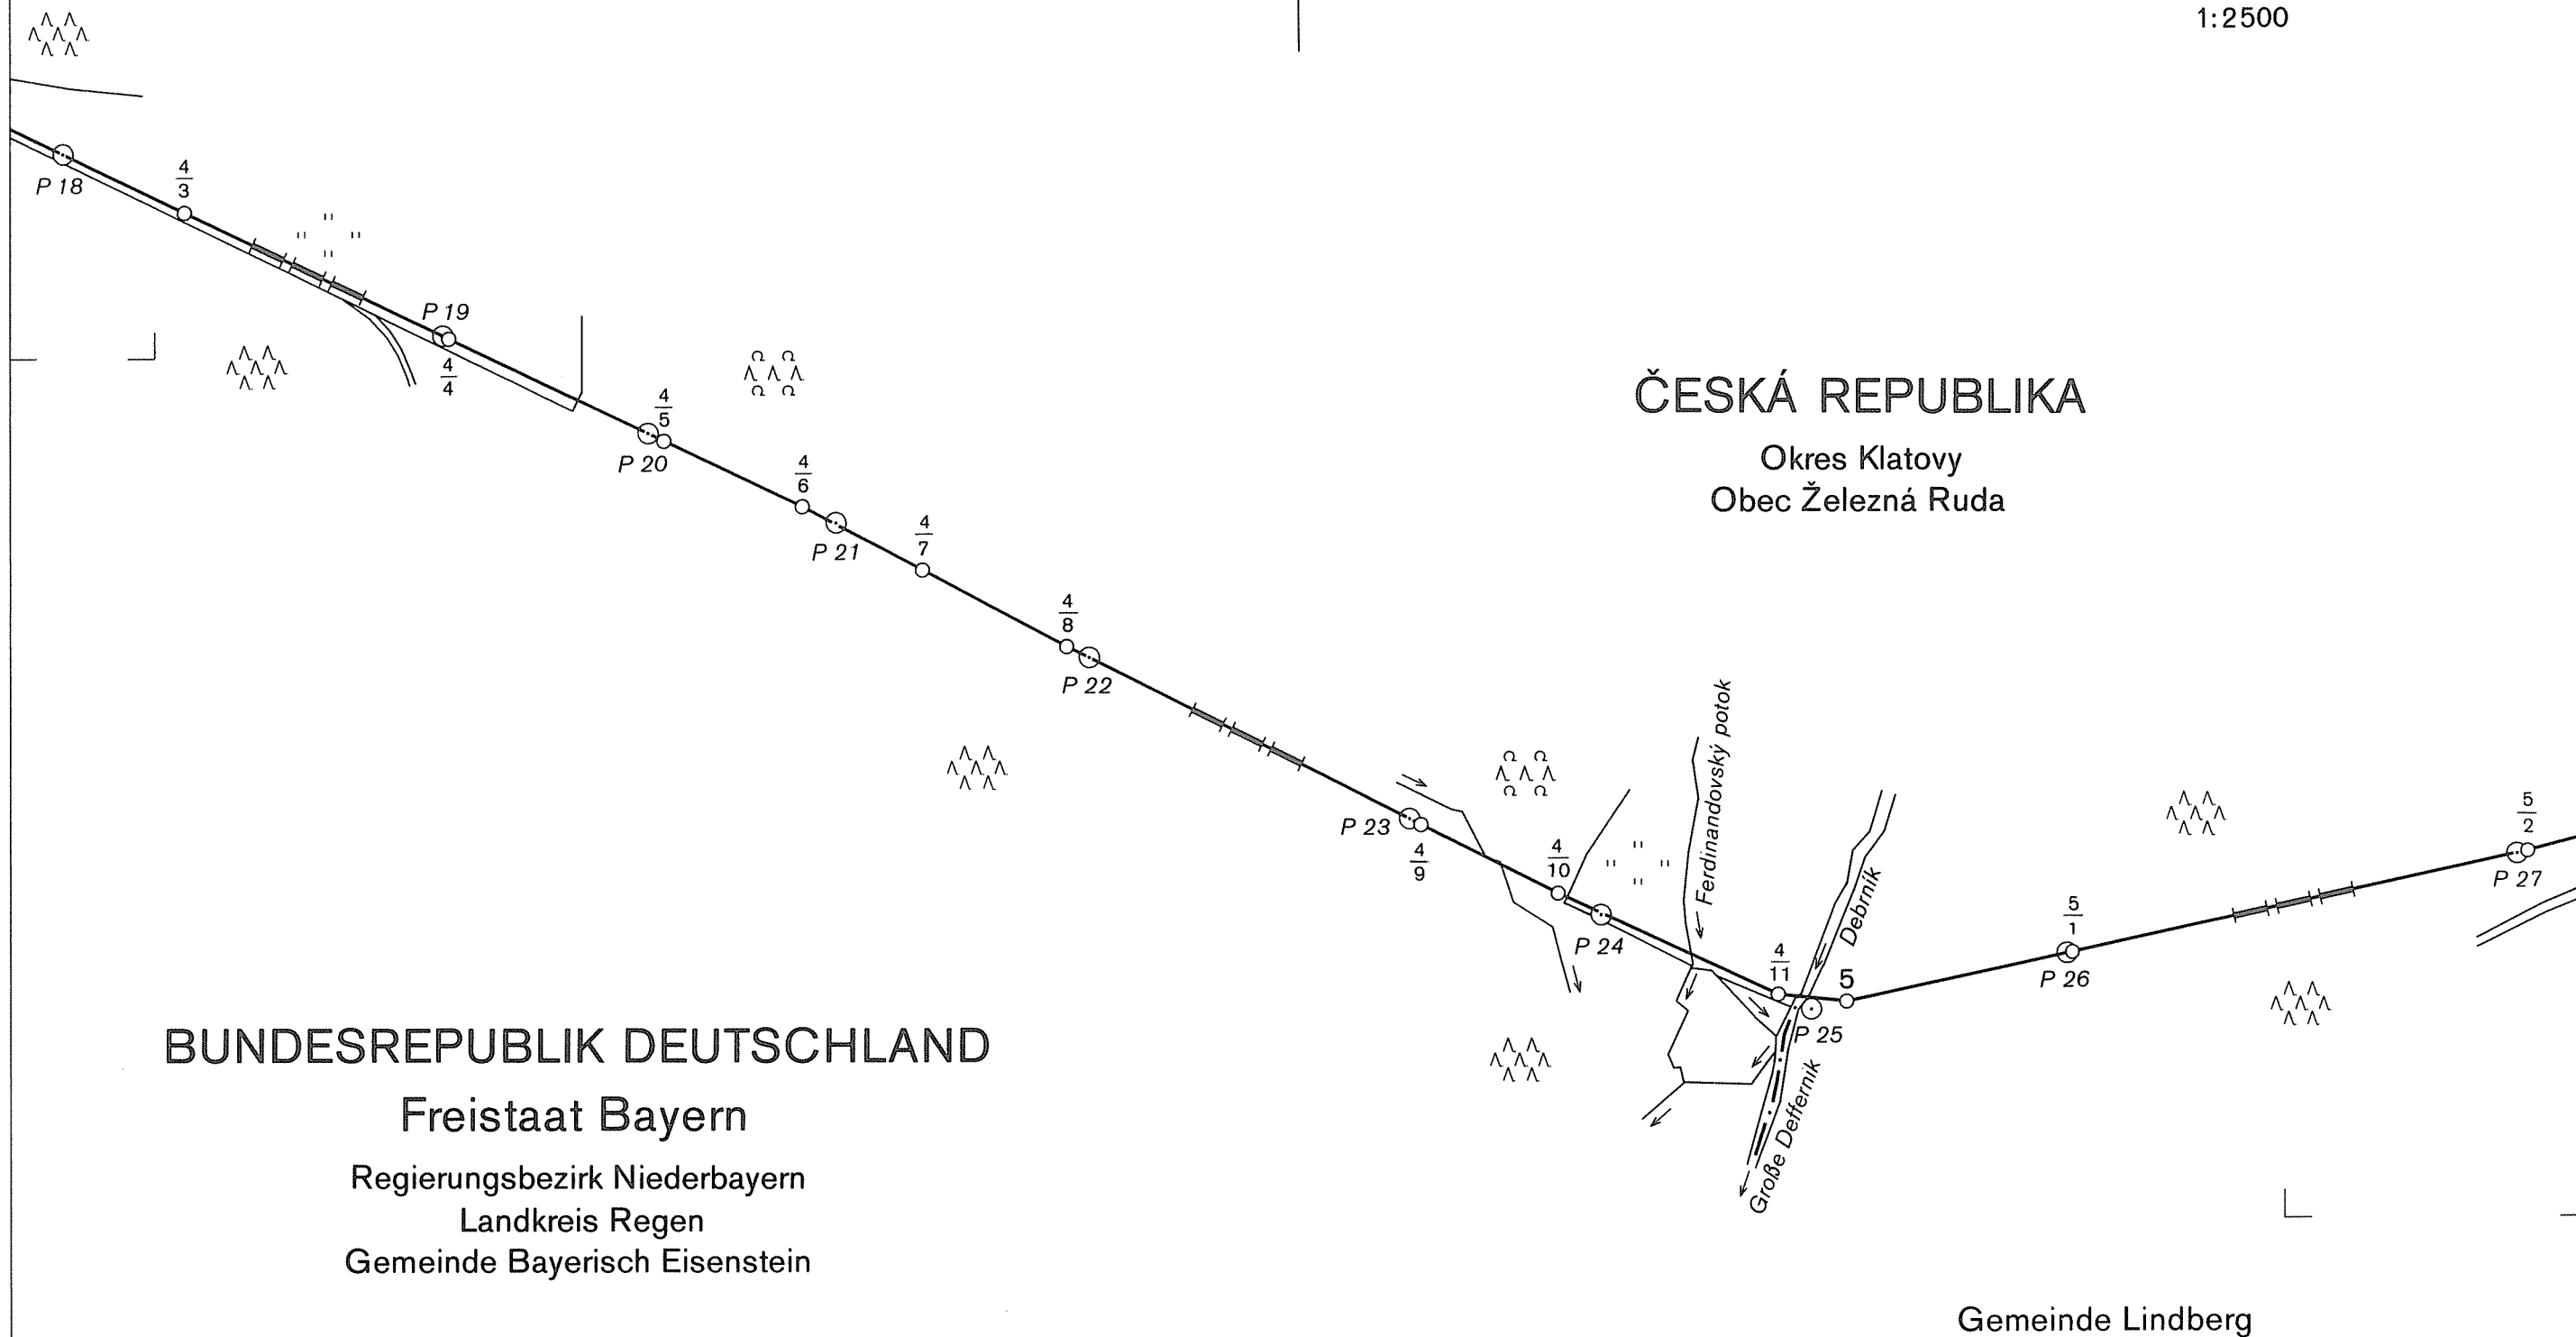 1:2500
P 18
4
3
P 19
4
4
4
5
P 20
4
6
P 21
4
7
4
8
P 22
ČESKÁ REPUBLIKA
Okres Klatovy
Obec Železná Ruda
P 23
4
9
4
10
P 24
Ferdinandovský potok
Debrník
4
11
5
P 25
Große Deffernik
5
1
P 26
5
2
P 27
BUNDESREPUBLIK DEUTSCHLAND
Freistaat Bayern
Regierungsbezirk Niederbayern
Landkreis Regen
Gemeinde Bayerisch Eisenstein
Gemeinde Lindberg